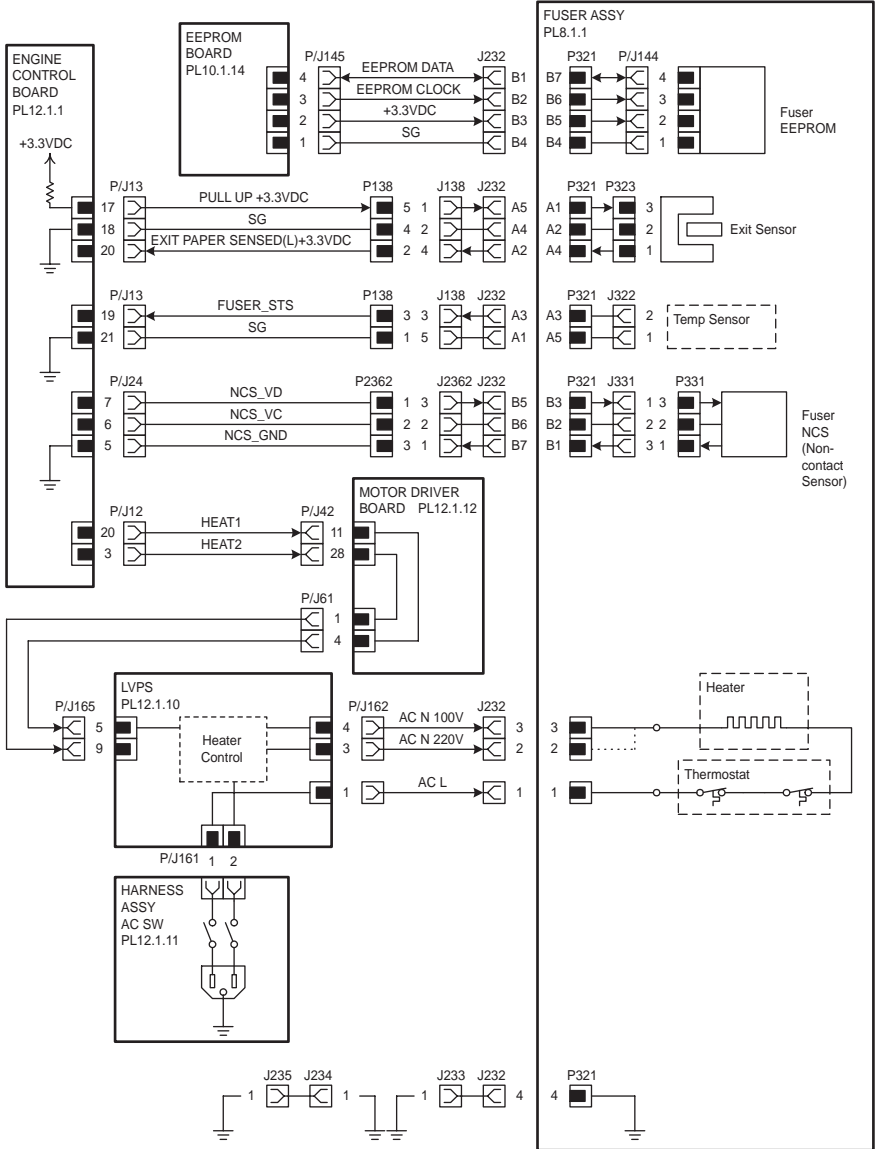 FUSER ASSY
PL8.1.1
EEPROM
BOARD
PL10.1.14
P/J145 J232 P321 P/J144
4 EEPROM DATA B1 B7 4
3 EEPROM CLOCK B2 B6 3
2 +3.3VDC B3 B5 2
1 SG B4 B4 1
Fuser
EEPROM
ENGINE
CONTROL
BOARD
PL12.1.1
+3.3VDC
P/J13 P138 J138 J232 P321 P323
17 PULL UP +3.3VDC 5 1 A5 A1 3
18 SG 4 2 A4 A2 2
20 EXIT PAPER SENSED(L)+3.3VDC 2 4 A2 A4 1
Exit Sensor
P/J13 P138 J138 J232 P321 J322
19 FUSER_STS 3 3 A3 A3 2
21 SG 1 5 A1 A5 1
Temp Sensor
P/J24 P2362 J2362 J232 P321 J331 P331
7 NCS_VD 1 3 B5 B3 1 3
6 NCS_VC 2 2 B6 B2 2 2
5 NCS_GND 3 1 B7 B1 3 1
Fuser
NCS
(Non-
contact
Sensor)
MOTOR DRIVER
BOARD PL12.1.12
P/J12 P/J42
20 HEAT1 11
3 HEAT2 28
P/J61
1
4
LVPS
PL12.1.10
P/J165
5
9
Heater
Control
P/J162 J232
4 AC N 100V 3 3
3 AC N 220V 2 2
1 AC L 1 1
Heater
Thermostat
P/J161 1 2
HARNESS
ASSY
AC SW
PL12.1.11
J235 J234 J233 J232 P321
1 1 1 4 4